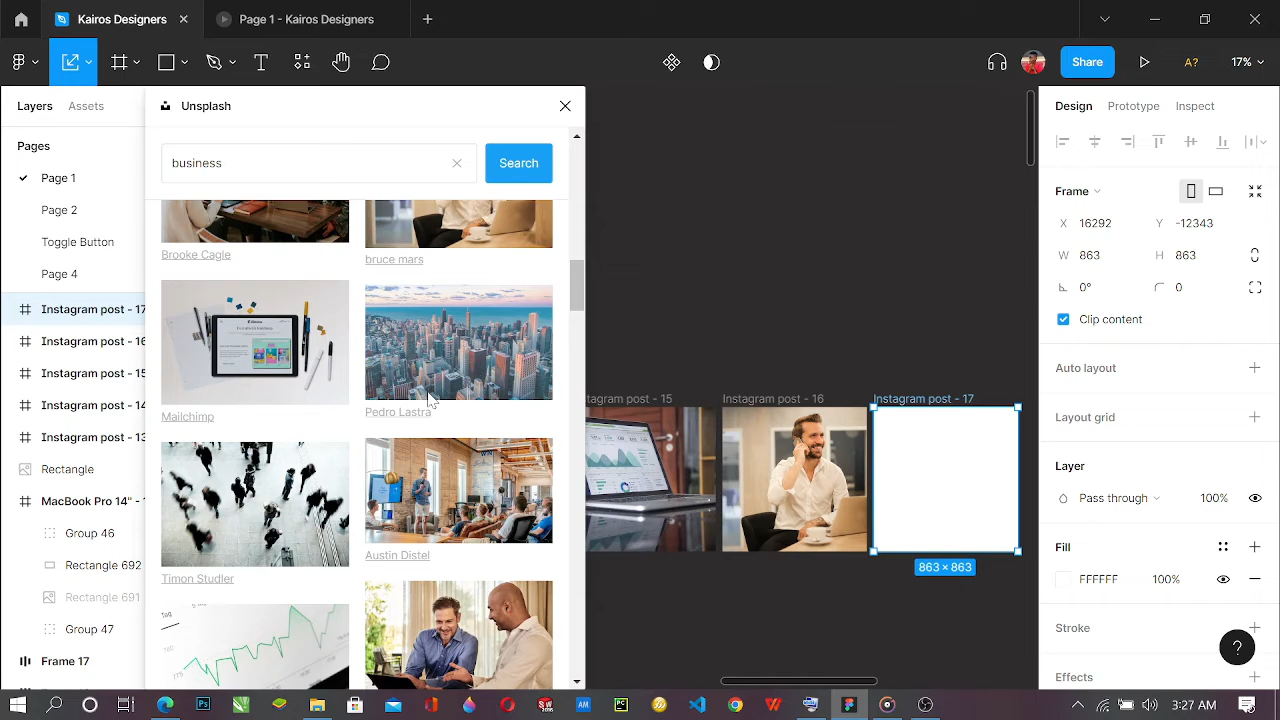 Kairos Designers
Page 1 - Kairos Designers
Share
A?
17%
Layers
Assets
Unsplash
Design
Prototype
Inspect
Pages
business
Search
Page 1
Page 2
Toggle Button
Page 4
Instagram post - 17
Instagram post - 16
Instagram post - 15
Instagram post - 14
Instagram post - 13
Rectangle
MacBook Pro 14" -
Group 46
Rectangle 692
Rectangle 691
Group 47
Frame 17
Brooke Cagle
bruce mars
Mailchimp
Pedro Lastra
Timon Studler
Austin Distel
tagram post - 15
Instagram post - 16
Instagram post - 17
863 × 863
Frame
X 16292
Y -12343
W 863
H 863
0°
0
Clip content
Auto layout
Layout grid
Layer
Pass through
100%
Fill
FFFFFF
100%
Stroke
Effects
?
3:27 AM